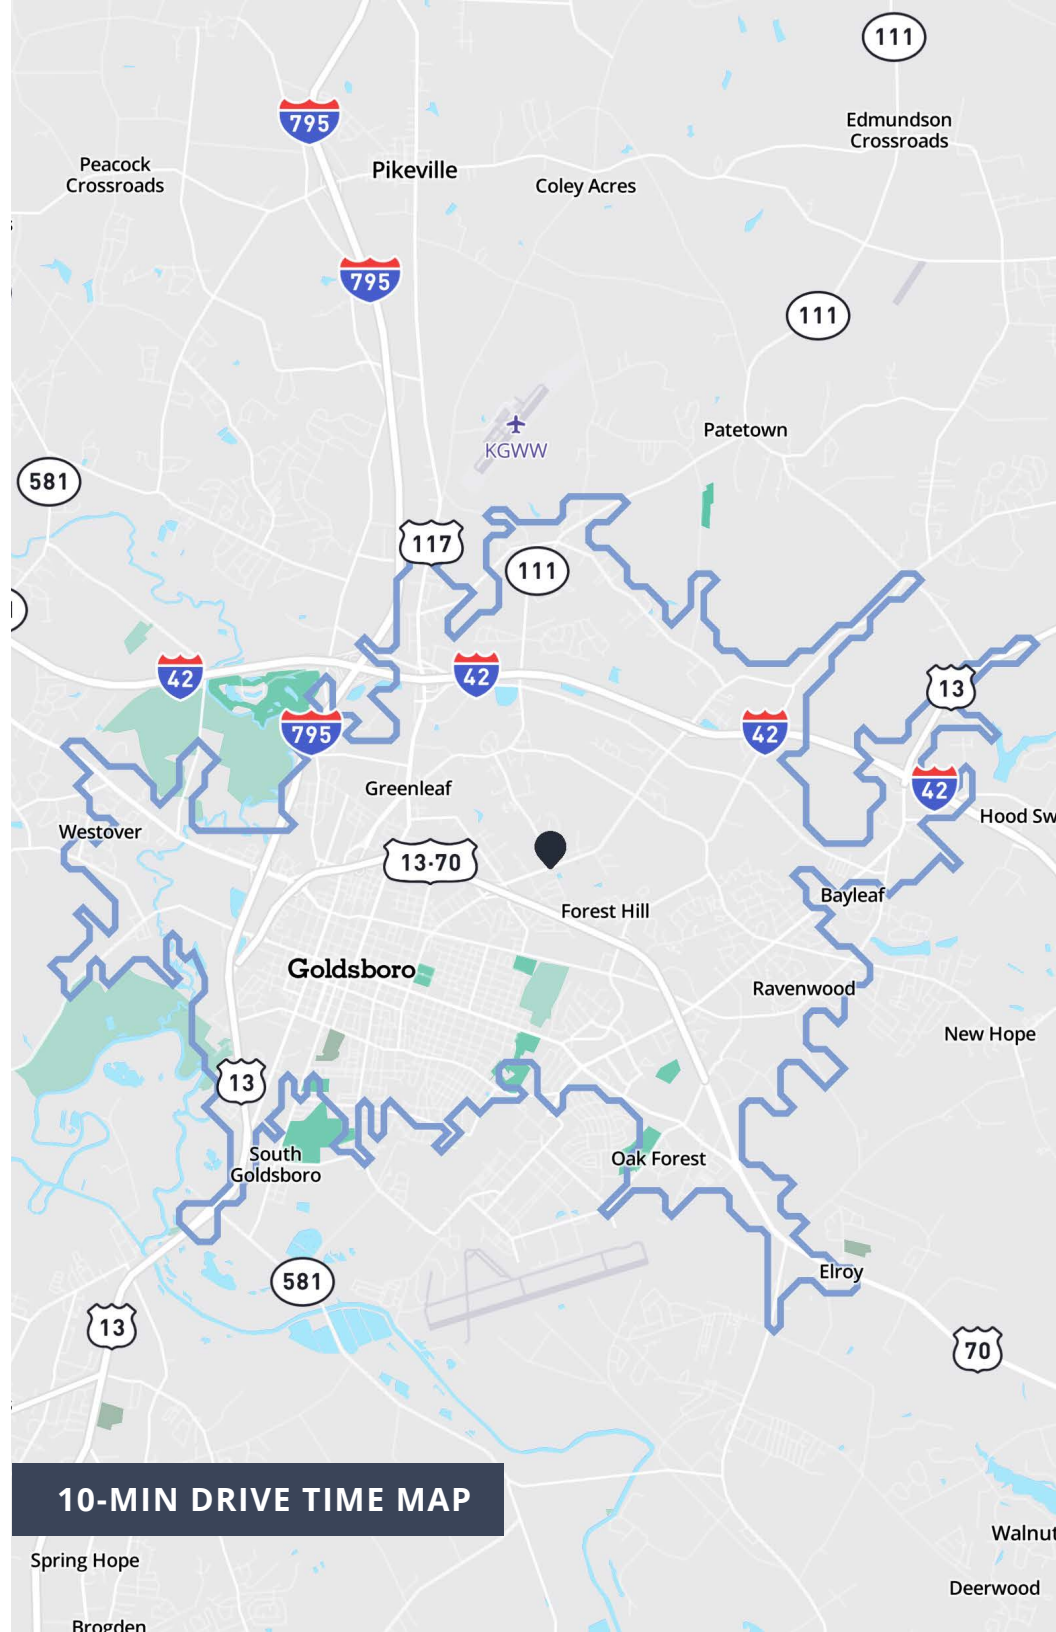 111
Edmundson
Crossroads
795
Peacock
Crossroads
Pikeville
Coley Acres
795
111
Patetown
KGWW
581
117
111
42
42
13
795
42
42
Greenleaf
Hood Sw
Westover
13·70
Bayleaf
Forest Hill
Goldsboro
Ravenwood
New Hope
13
South
Goldsboro
Oak Forest
Elroy
581
13
70
10-MIN DRIVE TIME MAP
Walnut
Spring Hope
Deerwood
Brogden